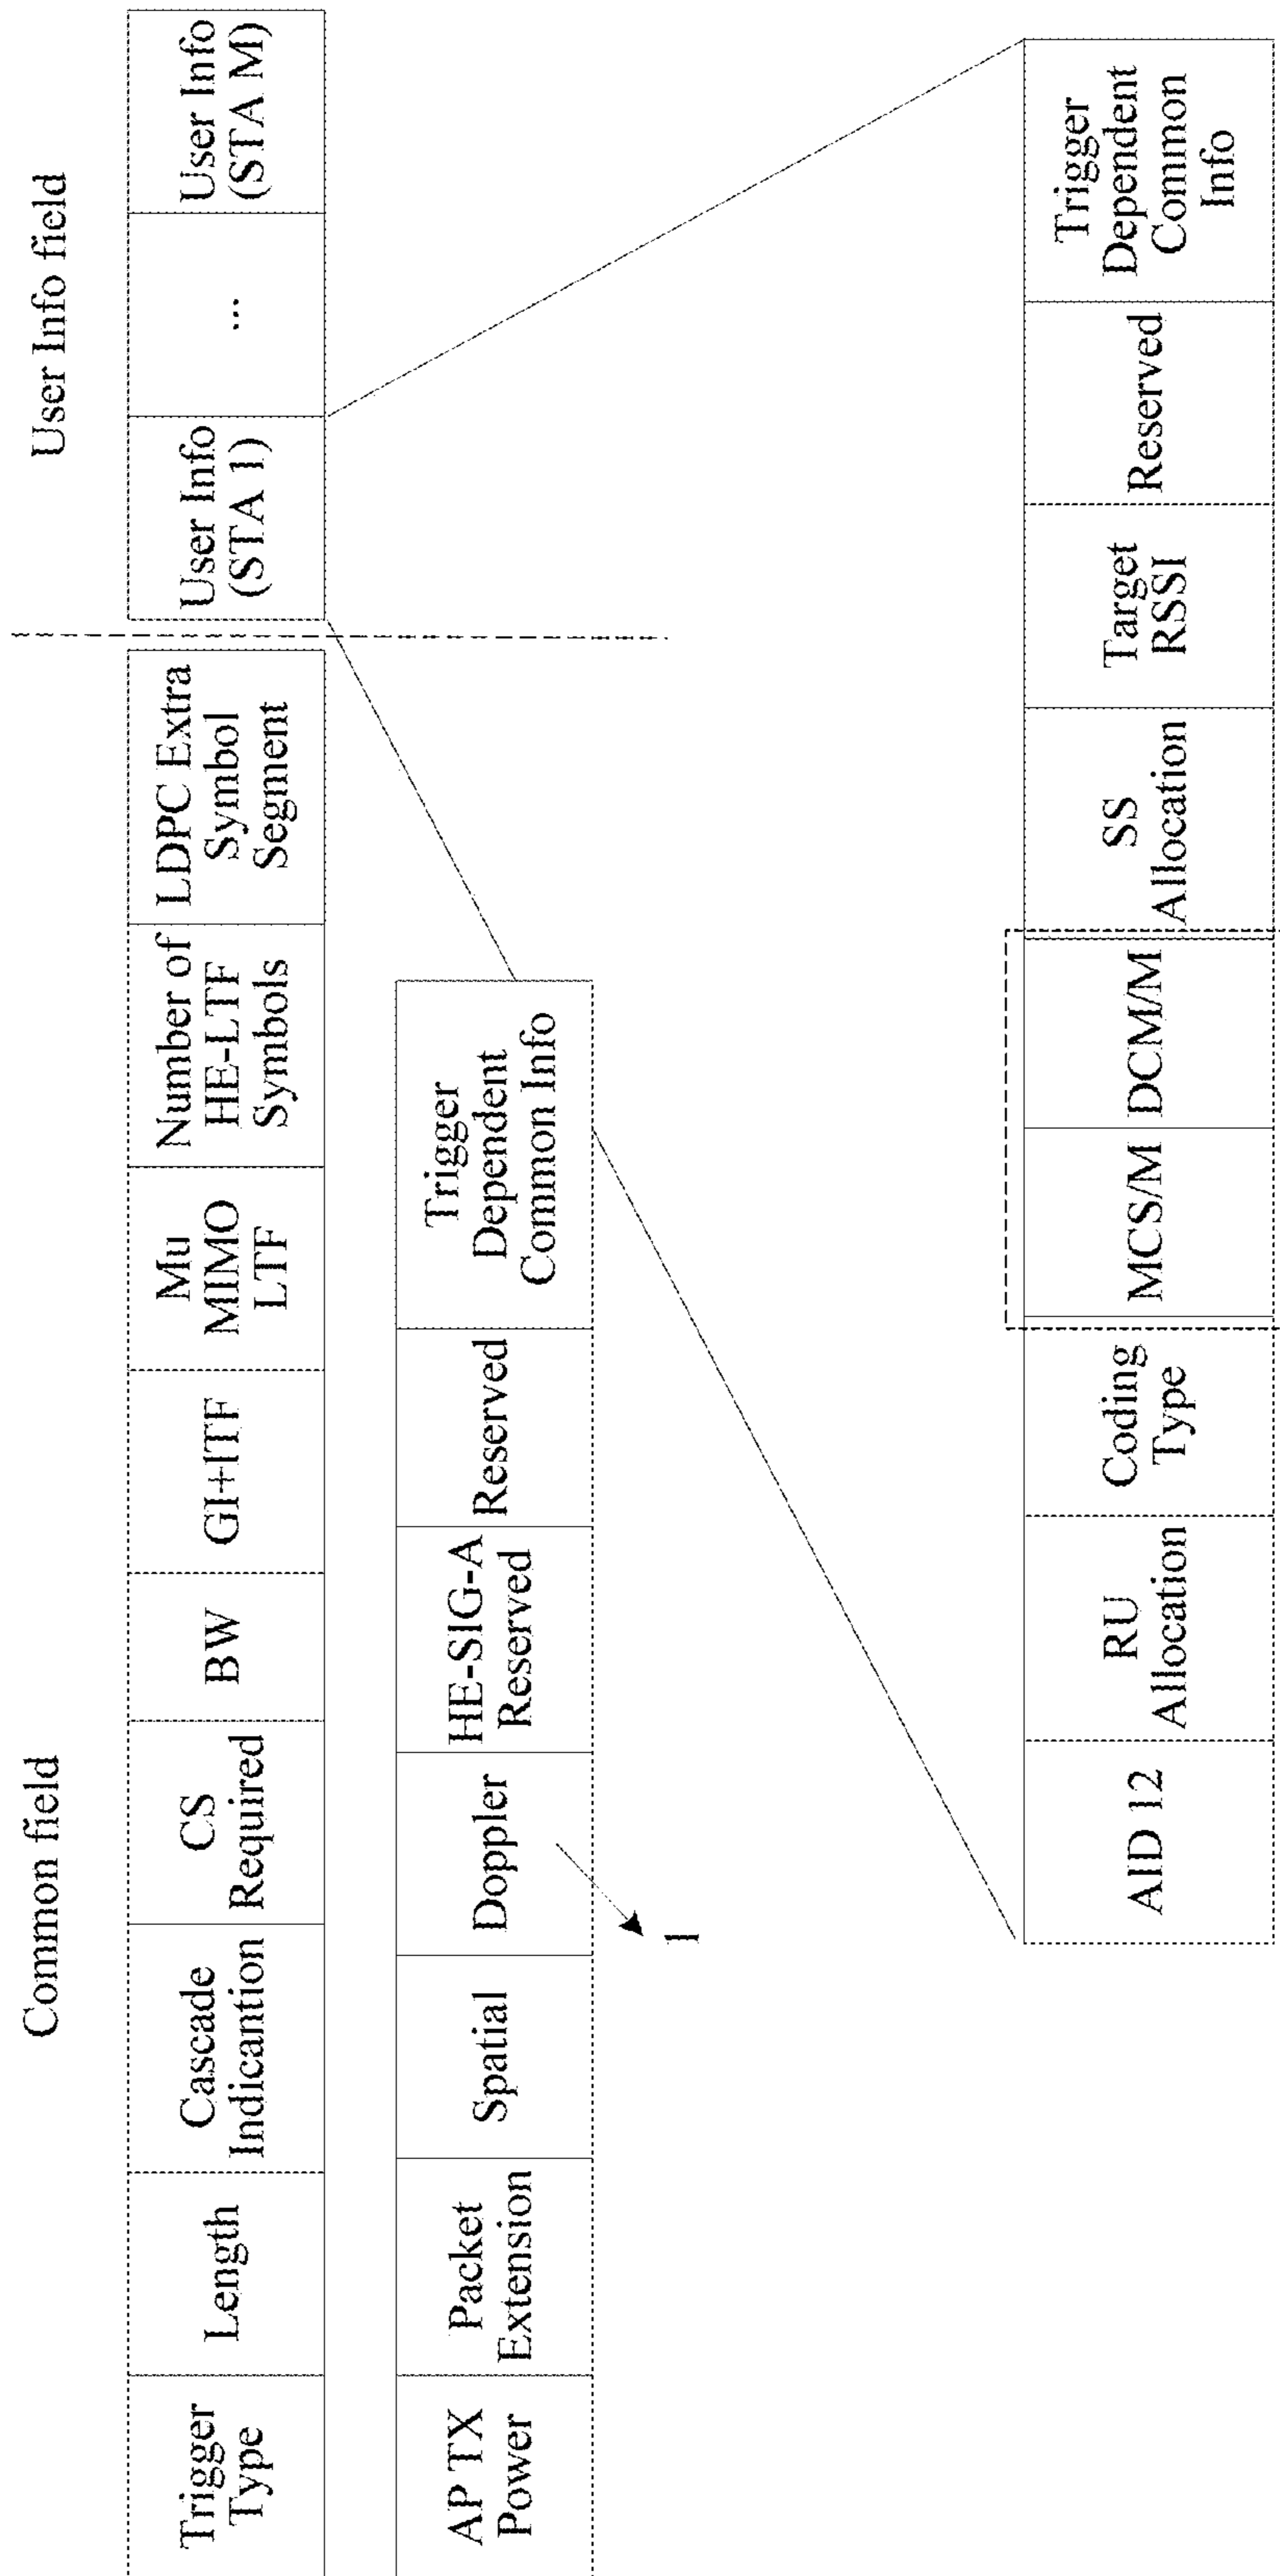 Common field
User Info field
Trigger
Type
Length
Cascade
Indicantion
CS
Required
BW
GI+ITF
Mu
MIMO
LTF
Number of
HE-LTF
Symbols
LDPC Extra
Symbol
Segment
User Info
(STA 1)
...
User Info
(STA M)
AP TX
Power
Packet
Extension
Spatial
Doppler
HE-SIG-A
Reserved
Reserved
Trigger
Dependent
Common Info
1
AID 12
RU
Allocation
Coding
Type
MCS/M
DCM/M
SS
Allocation
Target
RSSI
Reserved
Trigger
Dependent
Common
Info